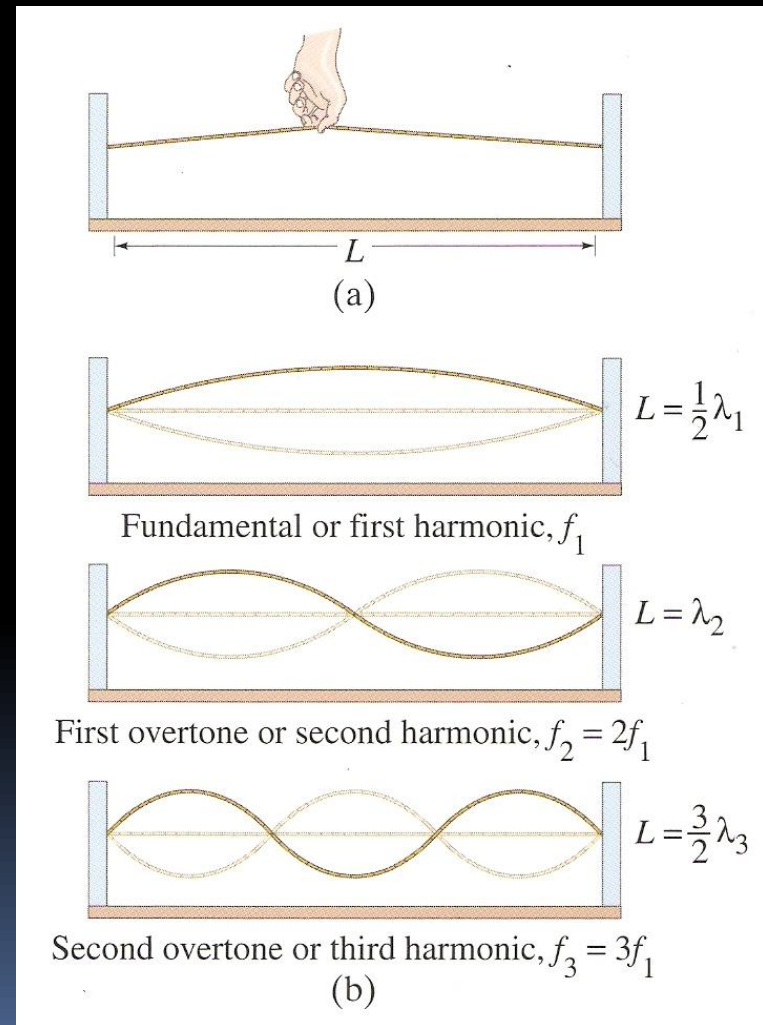 L
(a)
L = 1/2 λ₁
Fundamental or first harmonic, f₁
L = λ₂
First overtone or second harmonic, f₂ = 2f₁
L = 3/2 λ₃
Second overtone or third harmonic, f₃ = 3f₁
(b)